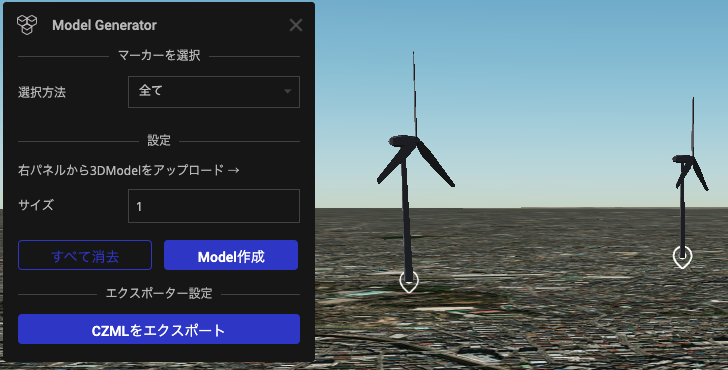 Model Generator
マーカーを選択
選択方法
全て
設定
右パネルから3DModelをアップロード →
サイズ
1
すべて消去
Model作成
エクスポーター設定
CZMLをエクスポート